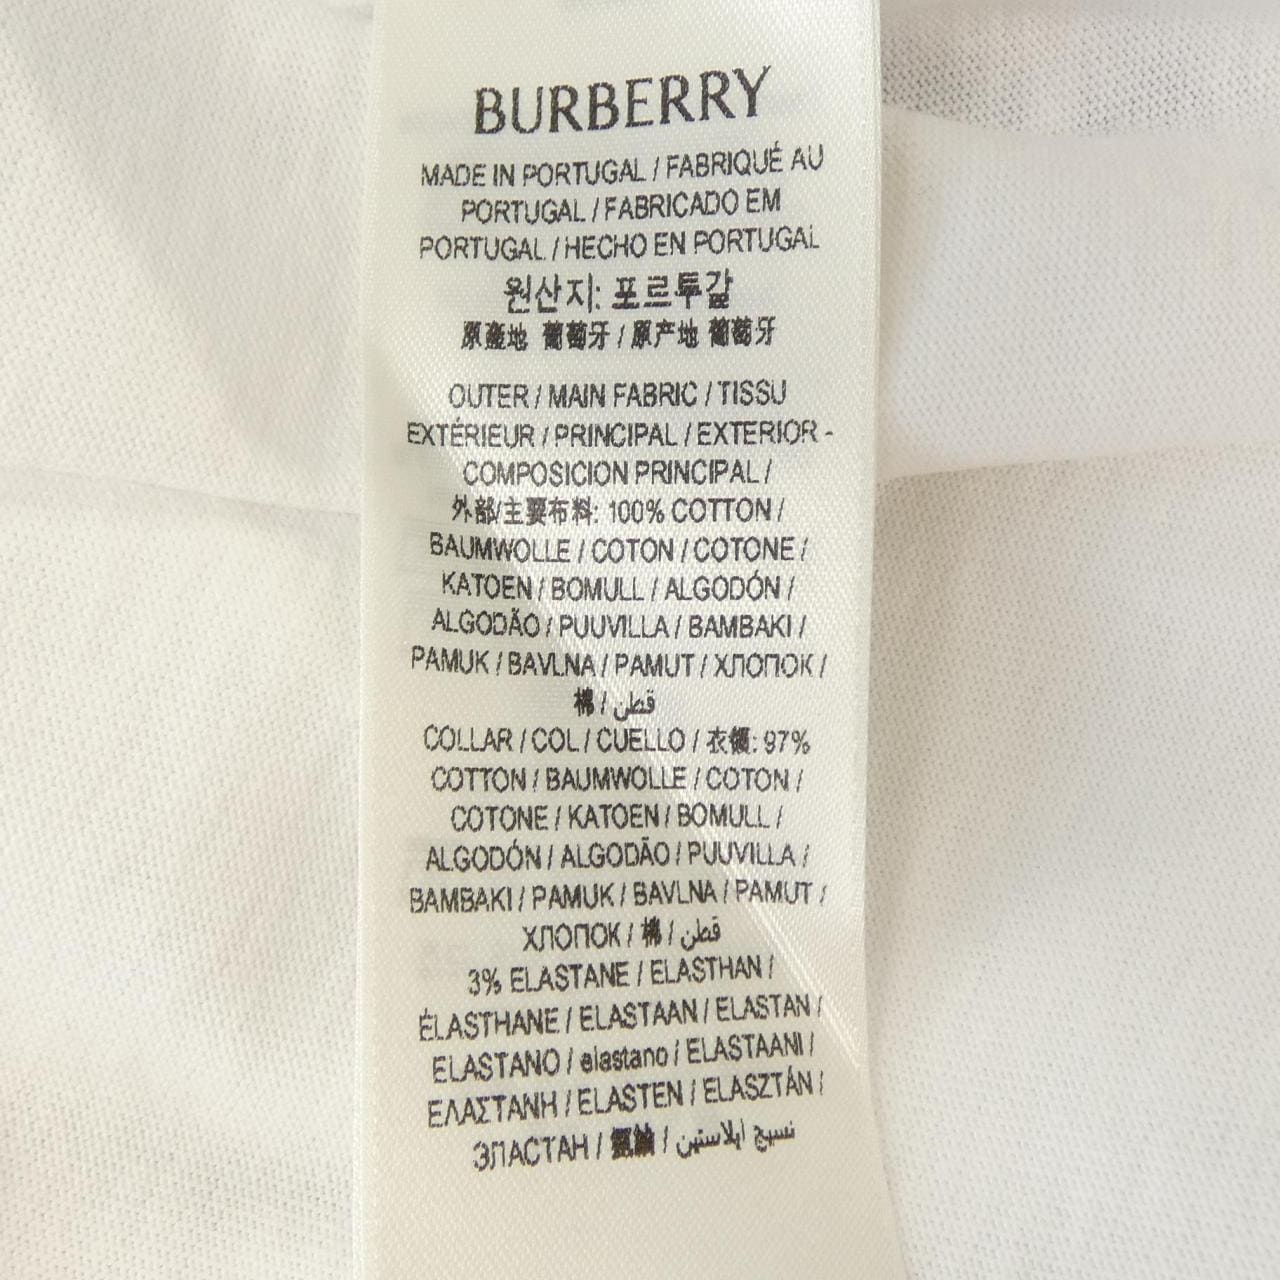 BURBERRY
MADE IN PORTUGAL / FABRIQUÉ AU
PORTUGAL / FABRICADO EM
PORTUGAL / HECHO EN PORTUGAL
원산지: 포르투갈
原產地 葡萄牙 / 原产地 葡萄牙
OUTER / MAIN FABRIC / TISSU
EXTÉRIEUR / PRINCIPAL / EXTERIOR -
COMPOSICION PRINCIPAL /
外部/主要布料: 100% COTTON /
BAUMWOLLE / COTON / COTONE /
KATOEN / BOMULL / ALGODÓN /
ALGODÃO / PUUVILLA / BAMBAKI /
PAMUK / BAVLNA / PAMUT / ХЛОПОК /
棉 / قطن
COLLAR / COL / CUELLO / 衣領: 97%
COTTON / BAUMWOLLE / COTON /
COTONE / KATOEN / BOMULL /
ALGODÓN / ALGODÃO / PUUVILLA /
BAMBAKI / PAMUK / BAVLNA / PAMUT /
ХЛОПОК / 棉 / قطن
3% ELASTANE / ELASTHAN /
ÉLASTHANE / ELASTAAN / ELASTAN /
ELASTANO / elastano / ELASTAANI /
ΕΛΑΣΤΑΝΗ / ELASTEN / ELASZTÁN /
ЭЛАСТАН / 氨綸 / نسيج ايلاستين